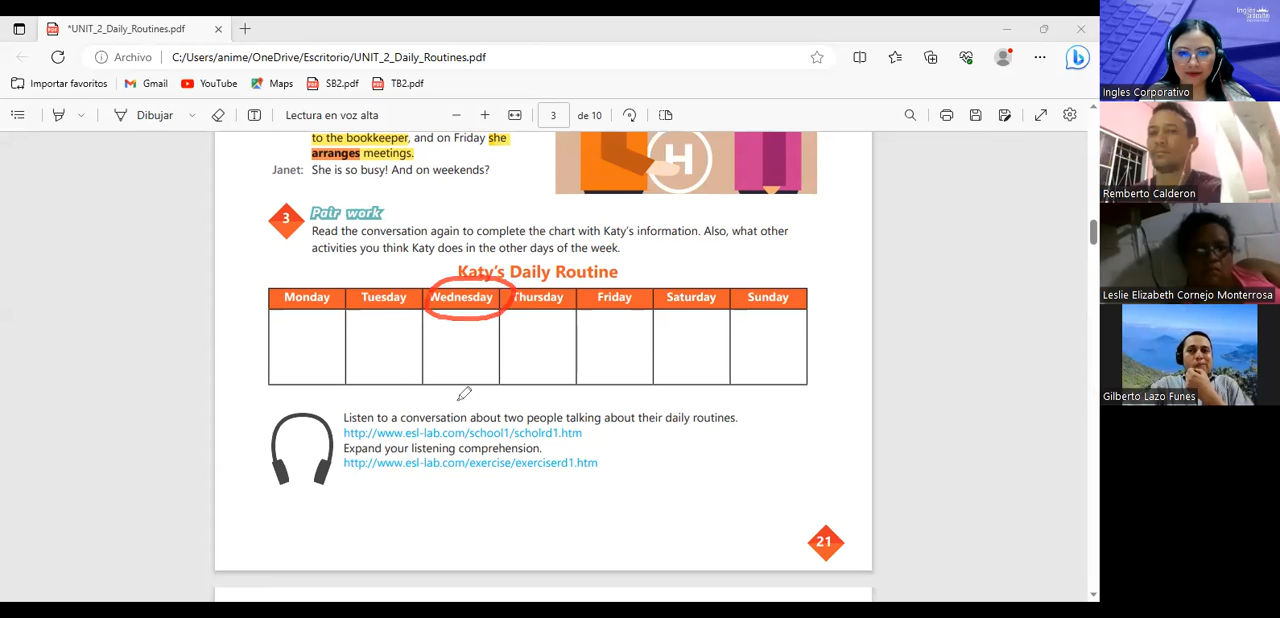 *UNIT_2_Daily_Routines.pdf
Archivo C:/Users/anime/OneDrive/Escritorio/UNIT_2_Daily_Routines.pdf
Importar favoritos Gmail YouTube Maps SB2.pdf TB2.pdf
Dibujar Lectura en voz alta 3 de 10
to the bookkeeper, and on Friday she
arranges meetings.
Janet: She is so busy! And on weekends?
H
3 Pair work
Read the conversation again to complete the chart with Katy's information. Also, what other
activities you think Katy does in the other days of the week.
Katy's Daily Routine
Monday Tuesday Wednesday Thursday Friday Saturday Sunday
Listen to a conversation about two people talking about their daily routines.
http://www.esl-lab.com/school1/scholrd1.htm
Expand your listening comprehension.
http://www.esl-lab.com/exercise/exerciserd1.htm
21
Ingles Corporativo
Remberto Calderon
Leslie Elizabeth Cornejo Monterrosa
Gilberto Lazo Funes